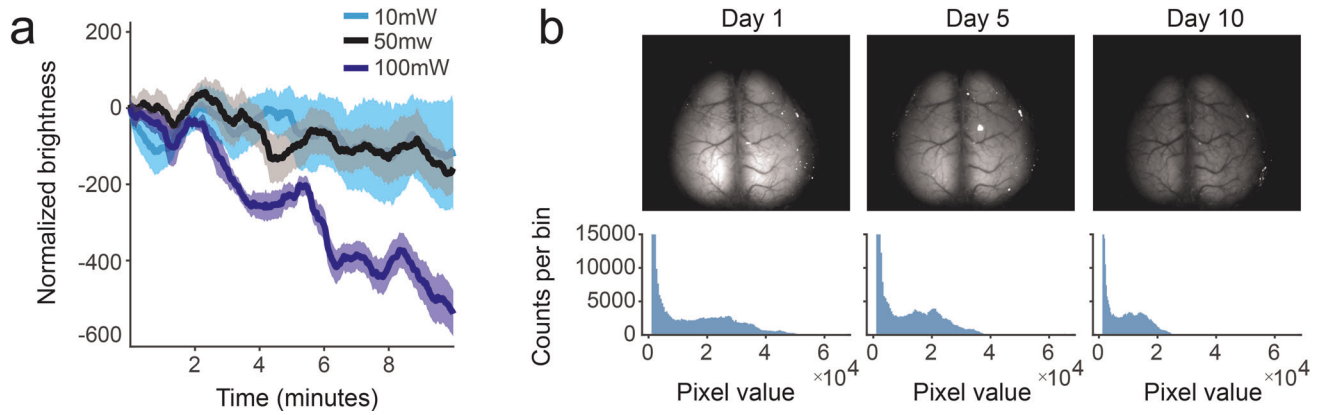 a
200
0
-200
-400
-600
Normalized brightness
10mW
50mw
100mW
2
4
6
8
Time (minutes)
b
Day 1
Day 5
Day 10
15000
10000
5000
0
Counts per bin
0
2
4
6
×10⁴
Pixel value
0
2
4
6
×10⁴
Pixel value
0
2
4
6
×10⁴
Pixel value